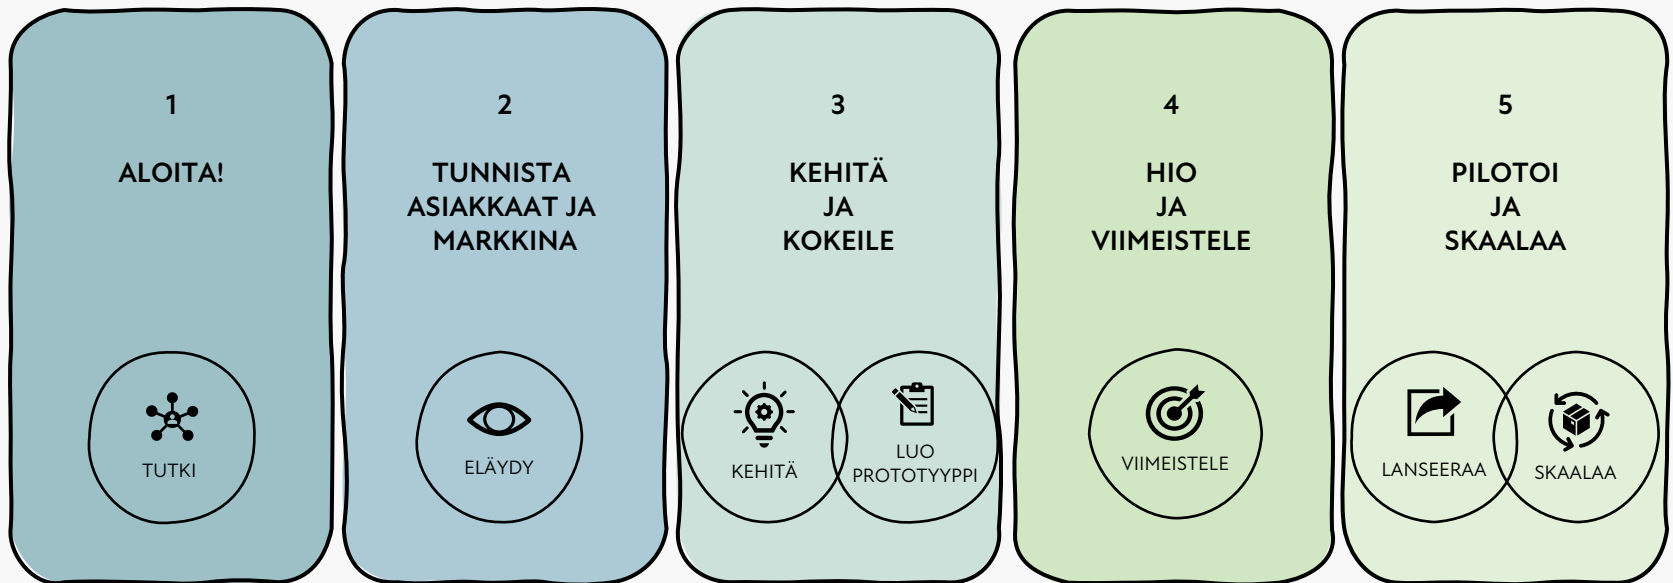 1
ALOITA!
TUTKI
2
TUNNISTA
ASIAKKAAT JA
MARKKINA
ELÄYDY
3
KEHITÄ
JA
KOKEILE
KEHITÄ
LUO
PROTOTYYPPI
4
HIO
JA
VIIMEISTELE
VIIMEISTELE
5
PILOTOI
JA
SKAALAA
LANSEERAA
SKAALAA